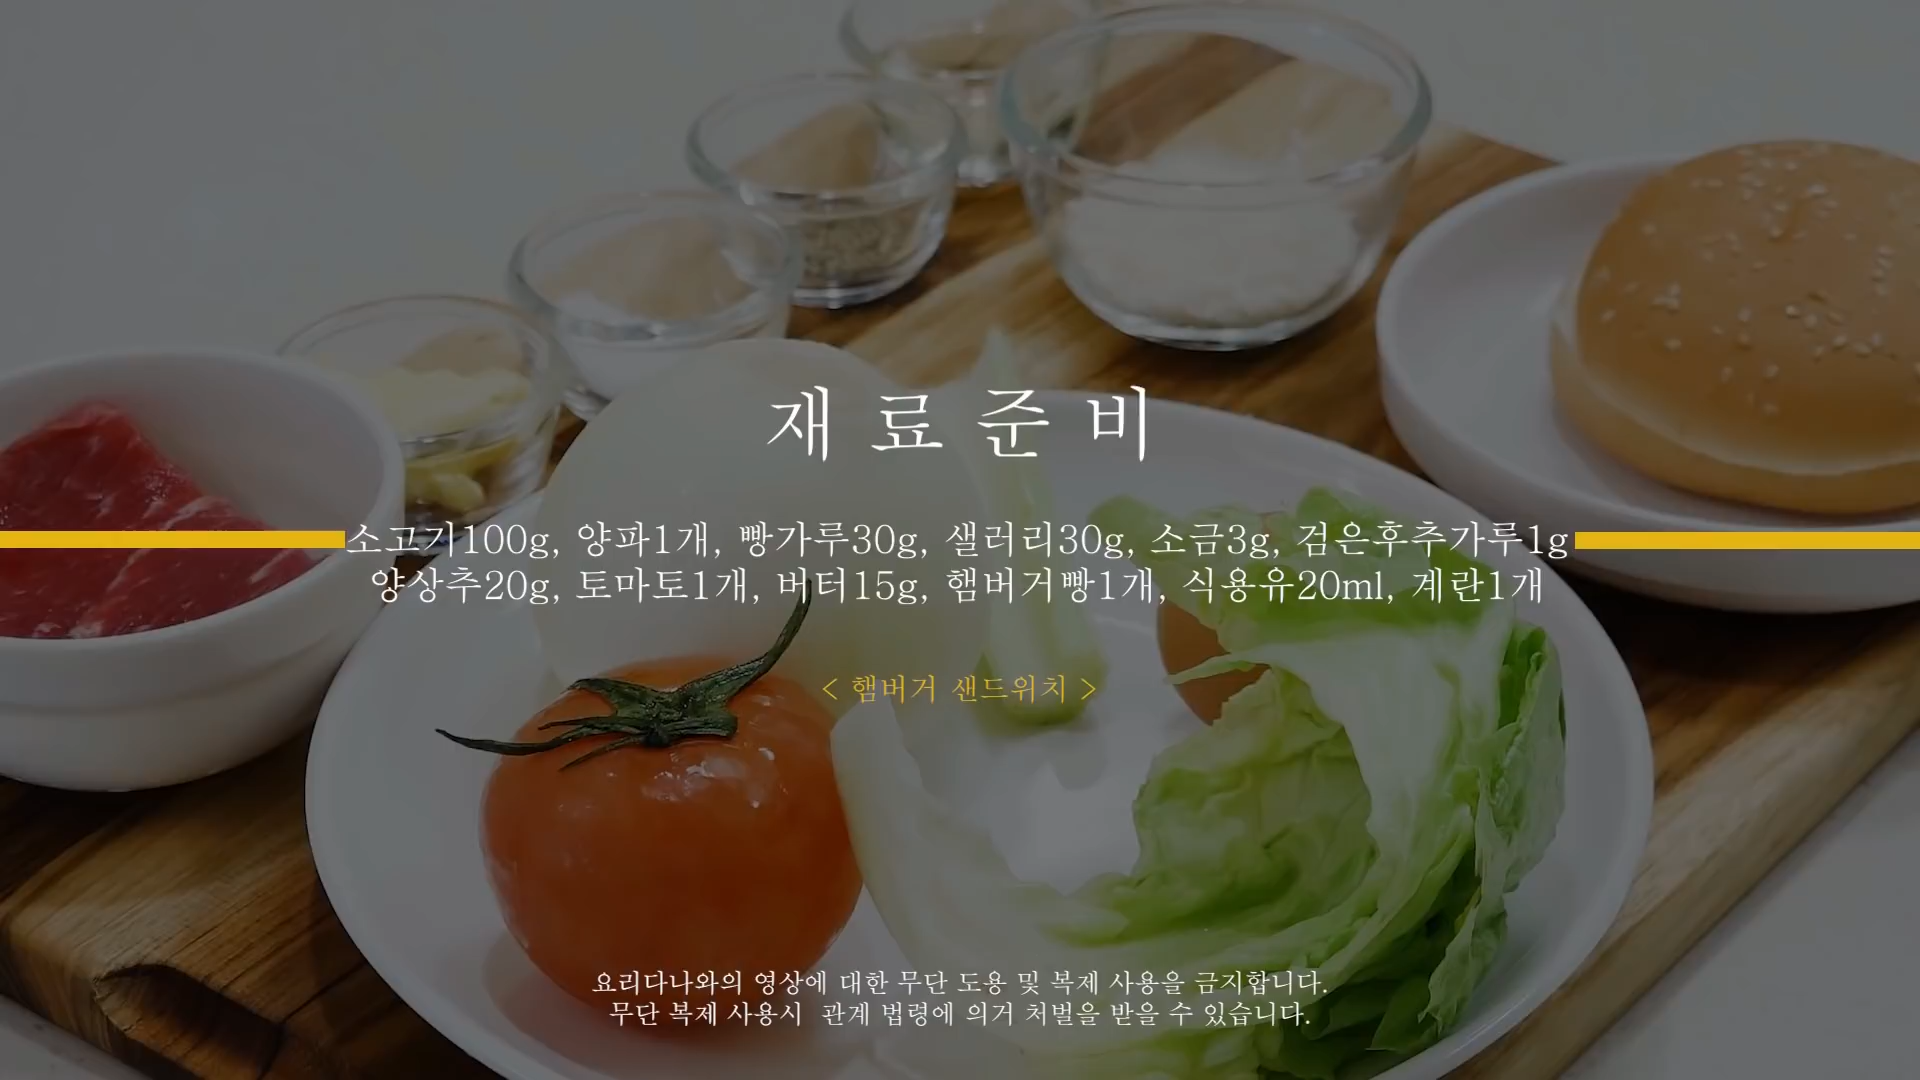 재료준비
소고기100g, 양파1개, 빵가루30g, 샐러리30g, 소금3g, 검은후추가루1g
양상추20g, 토마토1개, 버터15g, 햄버거빵1개, 식용유20ml, 계란1개
< 햄버거 샌드위치 >
요리다나와의 영상에 대한 무단 도용 및 복제 사용을 금지합니다.
무단 복제 사용시 관계 법령에 의거 처벌을 받을 수 있습니다.